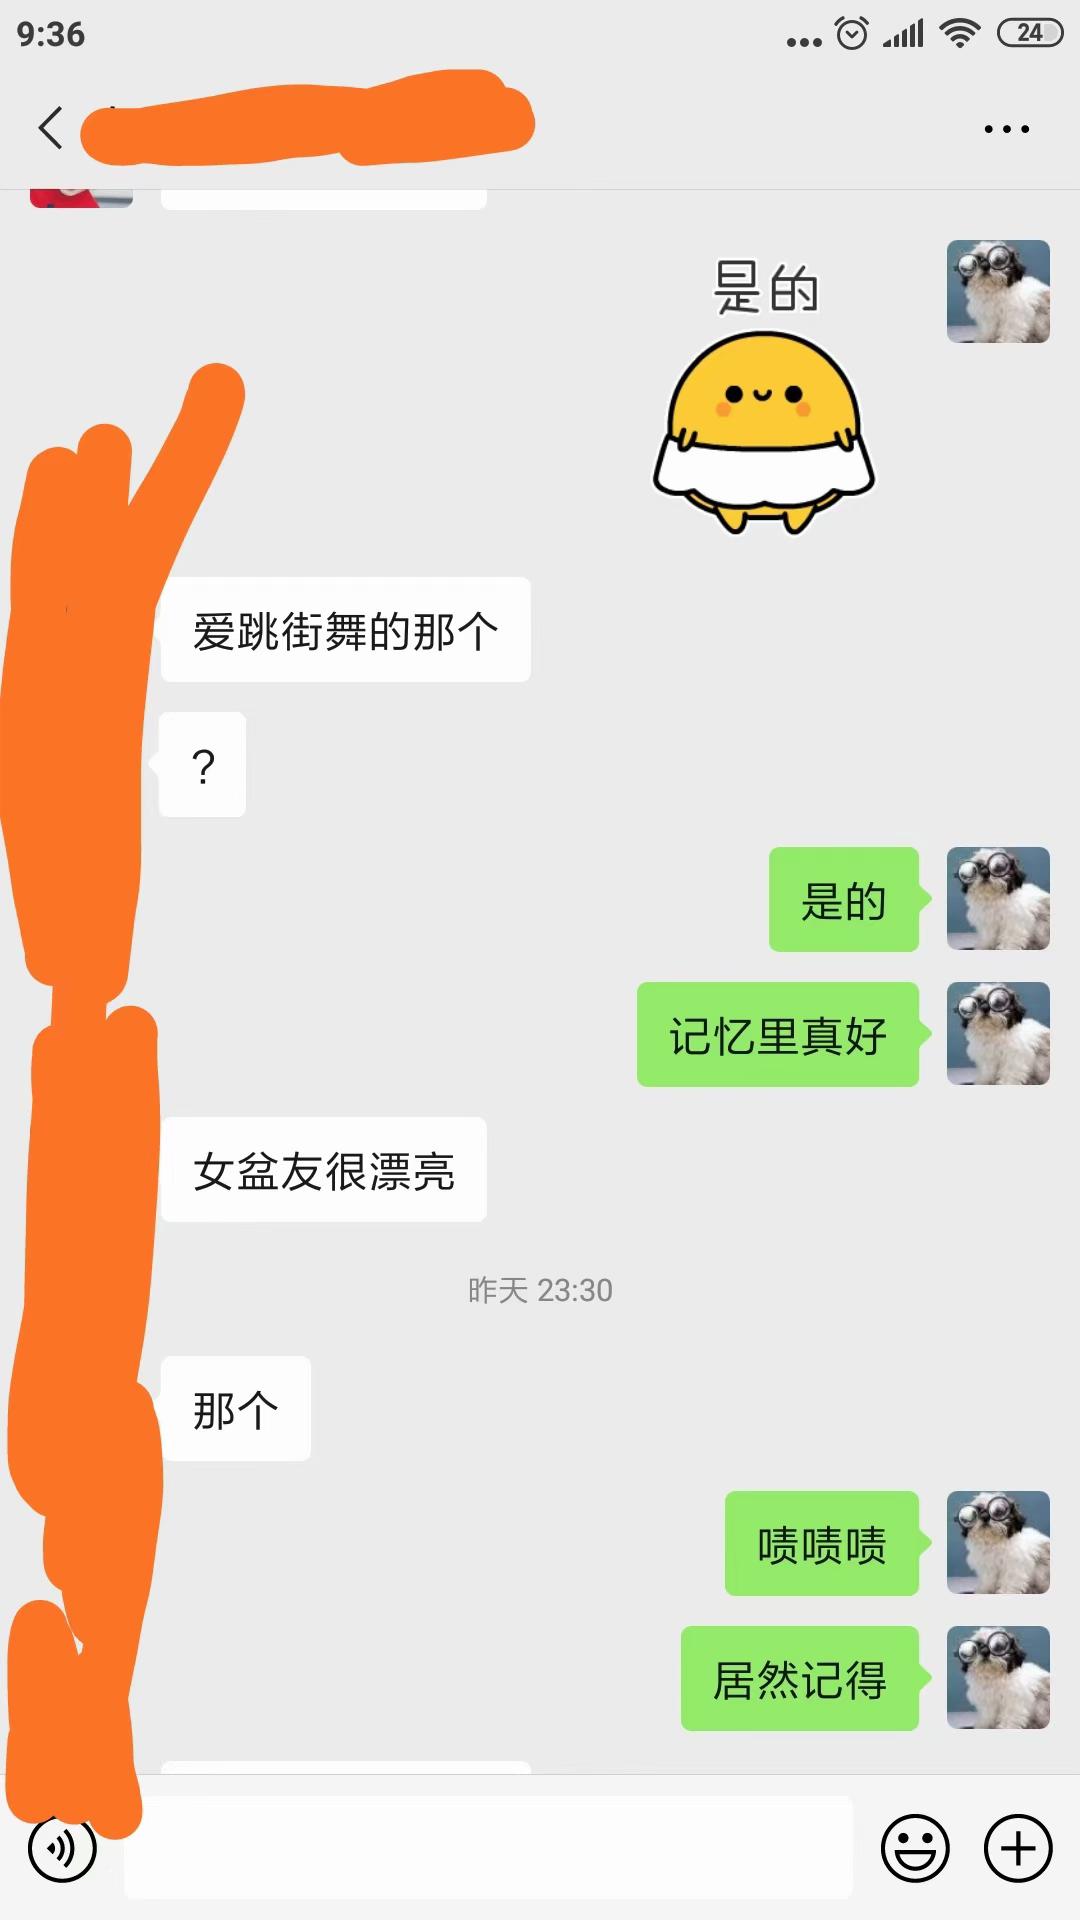 9:36
24
是的
爱跳街舞的那个
?
是的
记忆里真好
女盆友很漂亮
昨天 23:30
那个
啧啧啧
居然记得